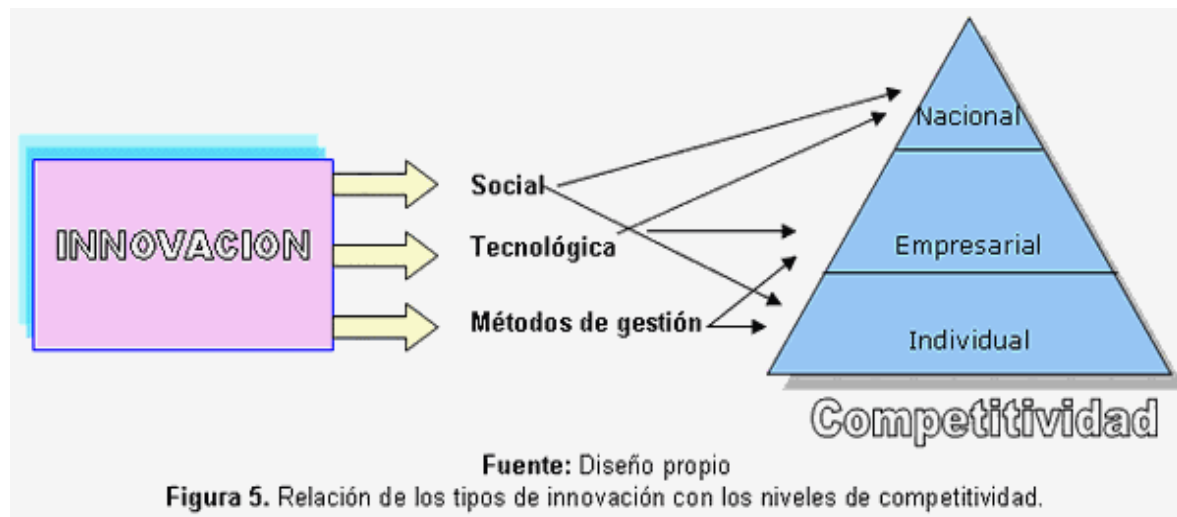 INNOVACION
Social
Tecnológica
Métodos de gestión
Nacional
Empresarial
Individual
Competitividad
Fuente: Diseño propio
Figura 5. Relación de los tipos de innovación con los niveles de competitividad.